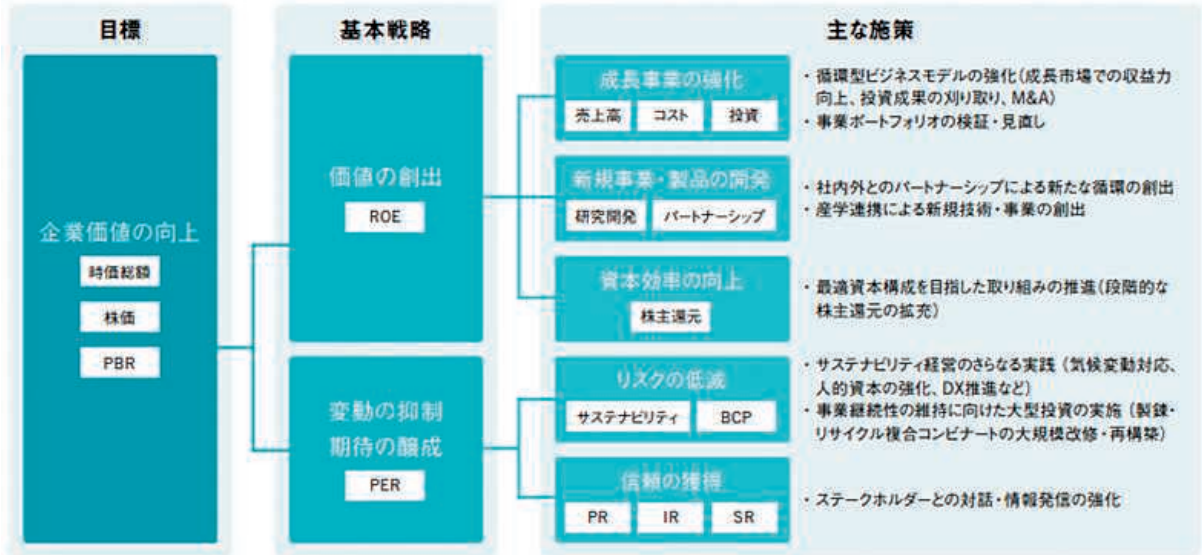 目標
基本戦略
主な施策
企業価値の向上
時価総額
株価
PBR
価値の創出
ROE
変動の抑制
期待の醸成
PER
成長事業の強化
売上高 コスト 投資
・循環型ビジネスモデルの強化(成長市場での収益力
向上、投資成果の刈り取り、M&A)
・事業ポートフォリオの検証・見直し
新規事業・製品の開発
研究開発 パートナーシップ
・社内外とのパートナーシップによる新たな循環の創出
・産学連携による新規技術・事業の創出
資本効率の向上
株主還元
・最適資本構成を目指した取り組みの推進(段階的な
株主還元の拡充)
リスクの低減
サステナビリティ BCP
・サステナビリティ経営のさらなる実践(気候変動対応、
人的資本の強化、DX推進など)
・事業継続性の維持に向けた大型投資の実施(製錬・
リサイクル複合コンビナートの大規模改修・再構築)
信頼の獲得
PR IR SR
・ステークホルダーとの対話・情報発信の強化